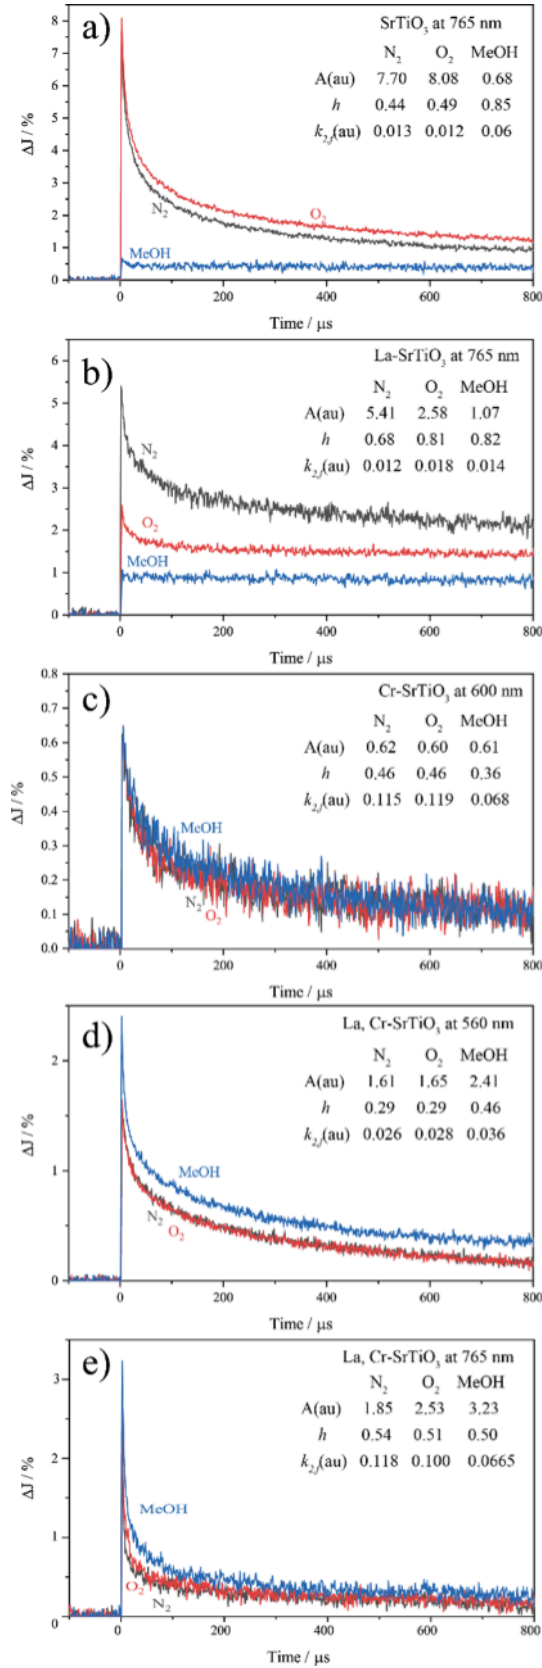 a)
SrTiO3 at 765 nm
N2 O2 MeOH
A(au) 7.70 8.08 0.68
h 0.44 0.49 0.85
k2,f(au) 0.013 0.012 0.06
8
7
6
5
4
3
2
1
0
ΔJ / %
O2
N2
MeOH
0 200 400 600 800
Time / μs
b)
La-SrTiO3 at 765 nm
N2 O2 MeOH
A(au) 5.41 2.58 1.07
h 0.68 0.81 0.82
k2,f(au) 0.012 0.018 0.014
6
5
4
3
2
1
0
ΔJ / %
N2
O2
MeOH
0 200 400 600 800
Time / μs
c)
Cr-SrTiO3 at 600 nm
N2 O2 MeOH
A(au) 0.62 0.60 0.61
h 0.46 0.46 0.36
k2,f(au) 0.115 0.119 0.068
0.8
0.7
0.6
0.5
0.4
0.3
0.2
0.1
0.0
ΔJ / %
MeOH
N2 O2
0 200 400 600 800
Time / μs
d)
La, Cr-SrTiO3 at 560 nm
N2 O2 MeOH
A(au) 1.61 1.65 2.41
h 0.29 0.29 0.46
k2,f(au) 0.026 0.028 0.036
2
1
0
ΔJ / %
MeOH
N2
O2
0 200 400 600 800
Time / μs
e)
La, Cr-SrTiO3 at 765 nm
N2 O2 MeOH
A(au) 1.85 2.53 3.23
h 0.54 0.51 0.50
k2,f(au) 0.118 0.100 0.0665
3
2
1
0
ΔJ / %
MeOH
O2
N2
0 200 400 600 800
Time / μs